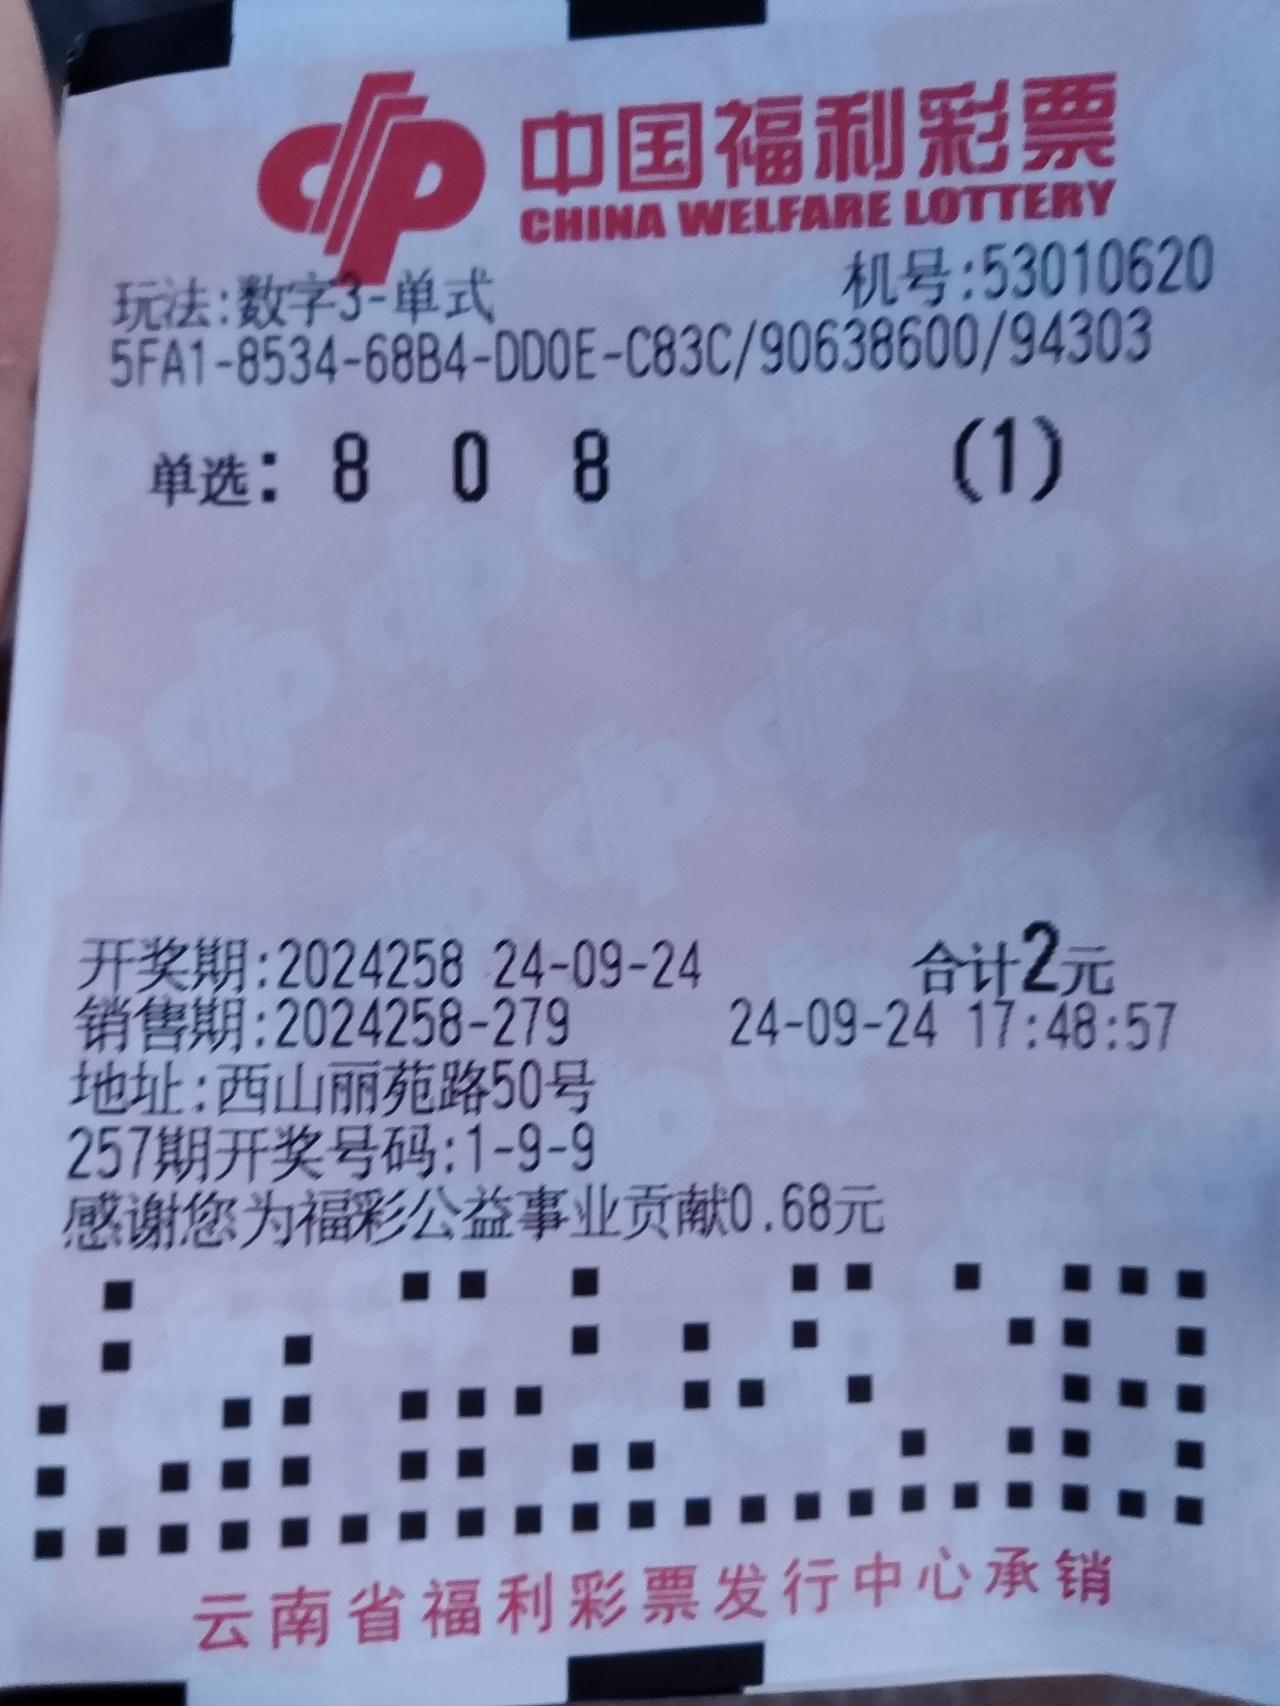 中国福利彩票
CHINA WELFARE LOTTERY
玩法:数字3-单式 机号:53010620
5FA1-8534-68B4-DD0E-C83C/90638600/94303
单选: 8 0 8 (1)
开奖期:2024258 24-09-24 合计2元
销售期:2024258-279 24-09-24 17:48:57
地址:西山丽苑路50号
257期开奖号码:1-9-9
感谢您为福彩公益事业贡献0.68元
云南省福利彩票发行中心承销